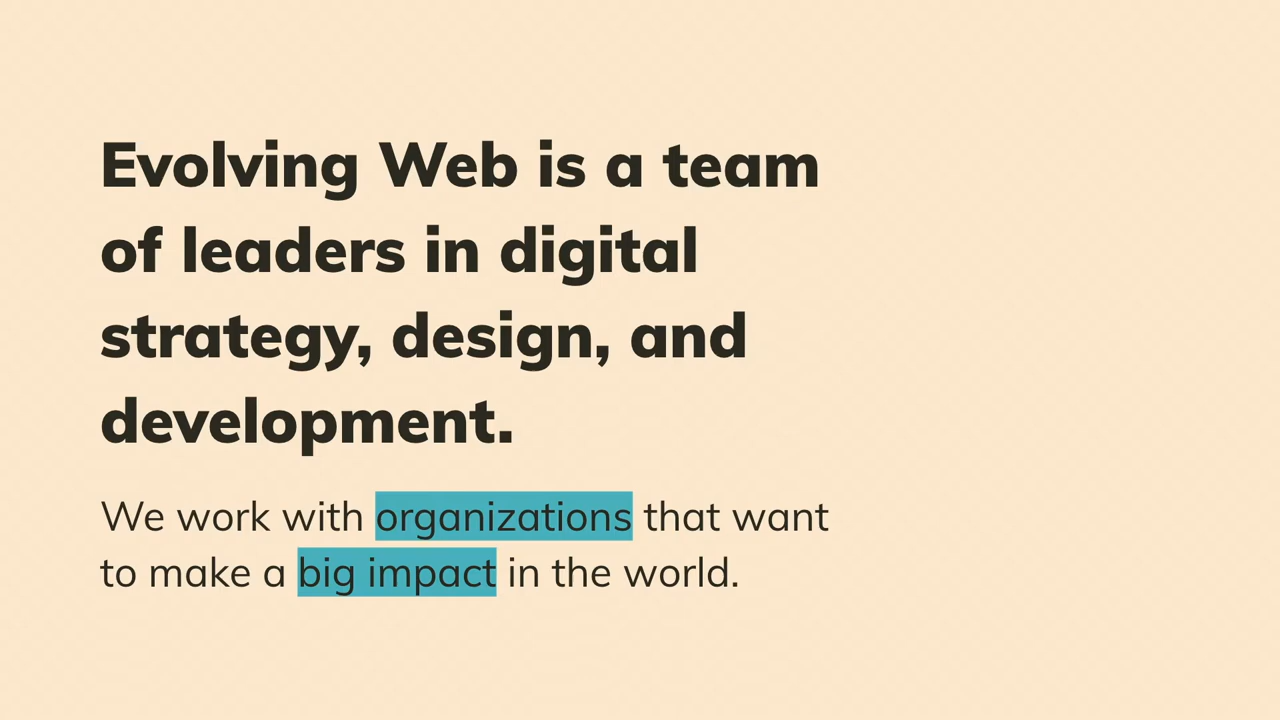 Evolving Web is a team
of leaders in digital
strategy, design, and
development.
We work with organizations that want
to make a big impact in the world.